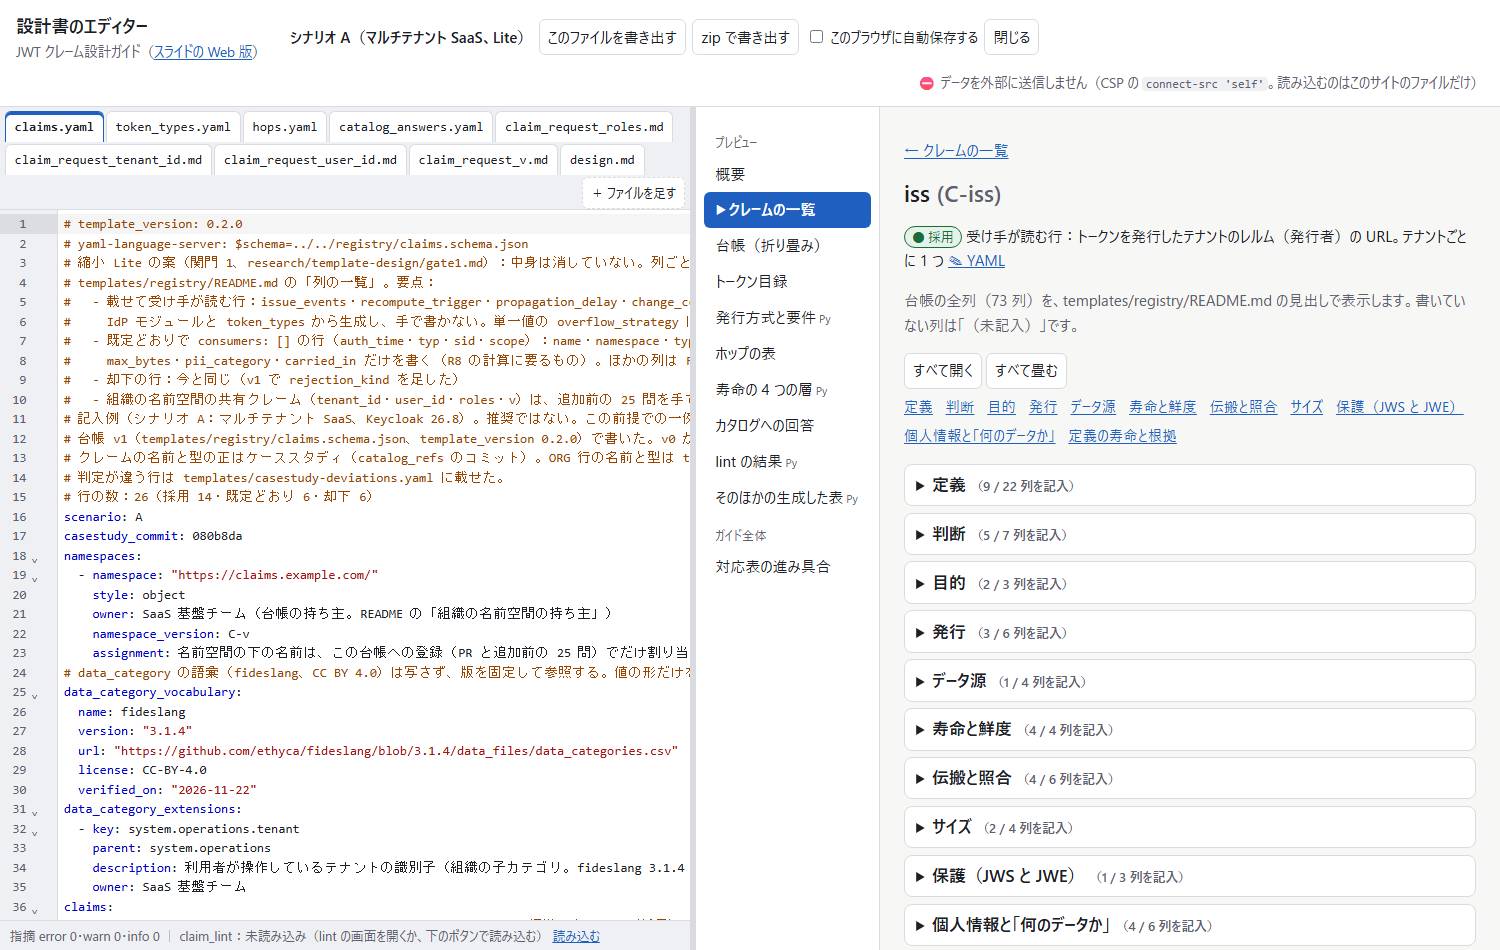 設計書のエディター
JWT クレーム設計ガイド（スライドの Web 版）
シナリオ A（マルチテナント SaaS、Lite） このファイルを書き出す zip で書き出す このブラウザに自動保存する 閉じる
データを外部に送信しません（CSP の connect-src 'self'。読み込むのはこのサイトのファイルだけ）
claims.yaml token_types.yaml hops.yaml catalog_answers.yaml claim_request_roles.md
claim_request_tenant_id.md claim_request_user_id.md claim_request_v.md design.md
+ ファイルを足す
1 # template_version: 0.2.0
2 # yaml-language-server: $schema=../../registry/claims.schema.json
3 # 縮小 Lite の案（関門 1、research/template-design/gate1.md）：中身は消していない。列ごと
4 # templates/registry/README.md の「列の一覧」。要点：
5 # - 載せて受け手が読む行：issue_events・recompute_trigger・propagation_delay・change_co
6 # IdP モジュールと token_types から生成し、手で書かない。単一値の overflow_strategy
7 # - 既定どおりで consumers: [] の行（auth_time・typ・sid・scope）：name・namespace・typ
8 # max_bytes・pii_category・carried_in だけを書く（R8 の計算に要るもの）。ほかの列は
9 # - 却下の行：今と同じ（v1 で rejection_kind を足した）
10 # - 組織の名前空間の共有クレーム（tenant_id・user_id・roles・v）は、追加前の 25 問を手で
11 # 記入例（シナリオ A：マルチテナント SaaS、Keycloak 26.8）。推奨ではない。この前提での一例
12 # 台帳 v1（templates/registry/claims.schema.json、template_version 0.2.0）で書いた。v0 か
13 # クレームの名前と型の正はケーススタディ（catalog_refs のコミット）。ORG 行の名前と型は t
14 # 判定が違う行は templates/casestudy-deviations.yaml に載せた。
15 # 行の数：26（採用 14・既定どおり 6・却下 6）
16 scenario: A
17 casestudy_commit: 080b8da
18 namespaces:
19 - namespace: "https://claims.example.com/"
20 style: object
21 owner: SaaS 基盤チーム（台帳の持ち主。README の「組織の名前空間の持ち主」）
22 namespace_version: C-v
23 assignment: 名前空間の下の名前は、この台帳への登録（PR と追加前の 25 問）でだけ割り当
24 # data_category の語彙（fideslang、CC BY 4.0）は写さず、版を固定して参照する。値の形だけを
25 data_category_vocabulary:
26 name: fideslang
27 version: "3.1.4"
28 url: "https://github.com/ethyca/fideslang/blob/3.1.4/data_files/data_categories.csv"
29 license: CC-BY-4.0
30 verified_on: "2026-11-22"
31 data_category_extensions:
32 - key: system.operations.tenant
33 parent: system.operations
34 description: 利用者が操作しているテナントの識別子（組織の子カテゴリ。fideslang 3.1.4
35 owner: SaaS 基盤チーム
36 claims:
指摘 error 0・warn 0・info 0 claim_lint：未読み込み（lint の画面を開くか、下のボタンで読み込む） 読み込む
プレビュー
概要
▶クレームの一覧
台帳（折り畳み）
トークン目録
発行方式と要件 Py
ホップの表
寿命の 4 つの層 Py
カタログへの回答
lint の結果 Py
そのほかの生成した表 Py
ガイド全体
対応表の進み具合
← クレームの一覧
iss (C-iss)
採用 受け手が読む行：トークンを発行したテナントのレルム（発行者）の URL。テナントごと
に 1 つ YAML
台帳の全列（73 列）を、templates/registry/README.md の見出しで表示します。書いてい
ない列は「（未記入）」です。
すべて開く すべて畳む
定義 判断 目的 発行 データ源 寿命と鮮度 伝搬と照合 サイズ 保護（JWS と JWE）
個人情報と「何のデータか」 定義の寿命と根拠
▶ 定義 （9 / 22 列を記入）
▶ 判断 （5 / 7 列を記入）
▶ 目的 （2 / 3 列を記入）
▶ 発行 （3 / 6 列を記入）
▶ データ源 （1 / 4 列を記入）
▶ 寿命と鮮度 （4 / 4 列を記入）
▶ 伝搬と照合 （4 / 6 列を記入）
▶ サイズ （2 / 4 列を記入）
▶ 保護（JWS と JWE） （1 / 3 列を記入）
▶ 個人情報と「何のデータか」 （4 / 6 列を記入）